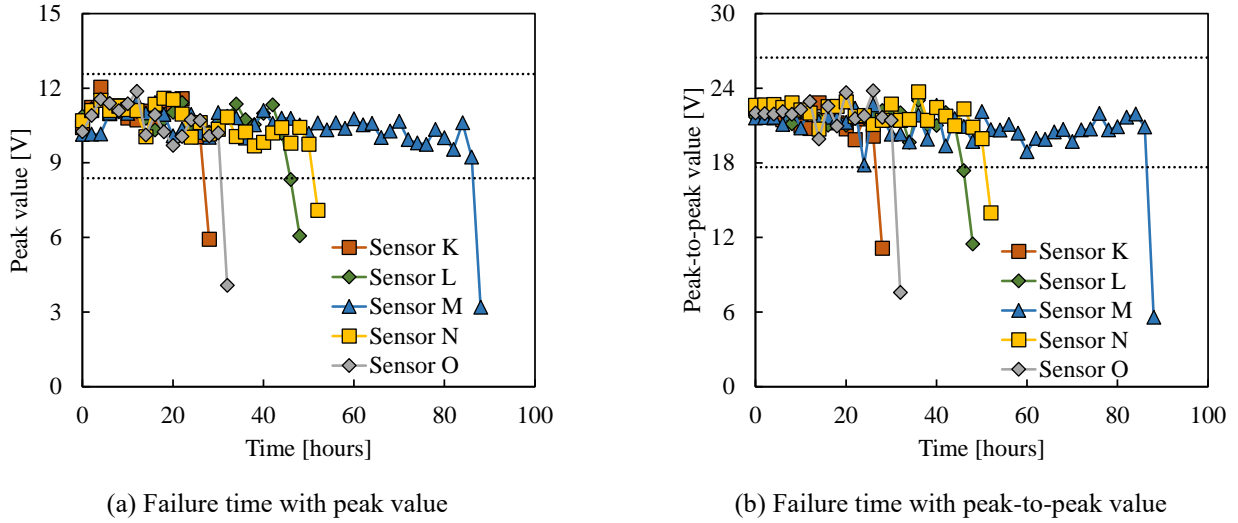 15
12
9
6
3
0
Peak value [V]
Sensor K
Sensor L
Sensor M
Sensor N
Sensor O
0 20 40 60 80 100
Time [hours]
(a) Failure time with peak value
30
24
18
12
6
0
Peak-to-peak value [V]
Sensor K
Sensor L
Sensor M
Sensor N
Sensor O
0 20 40 60 80 100
Time [hours]
(b) Failure time with peak-to-peak value